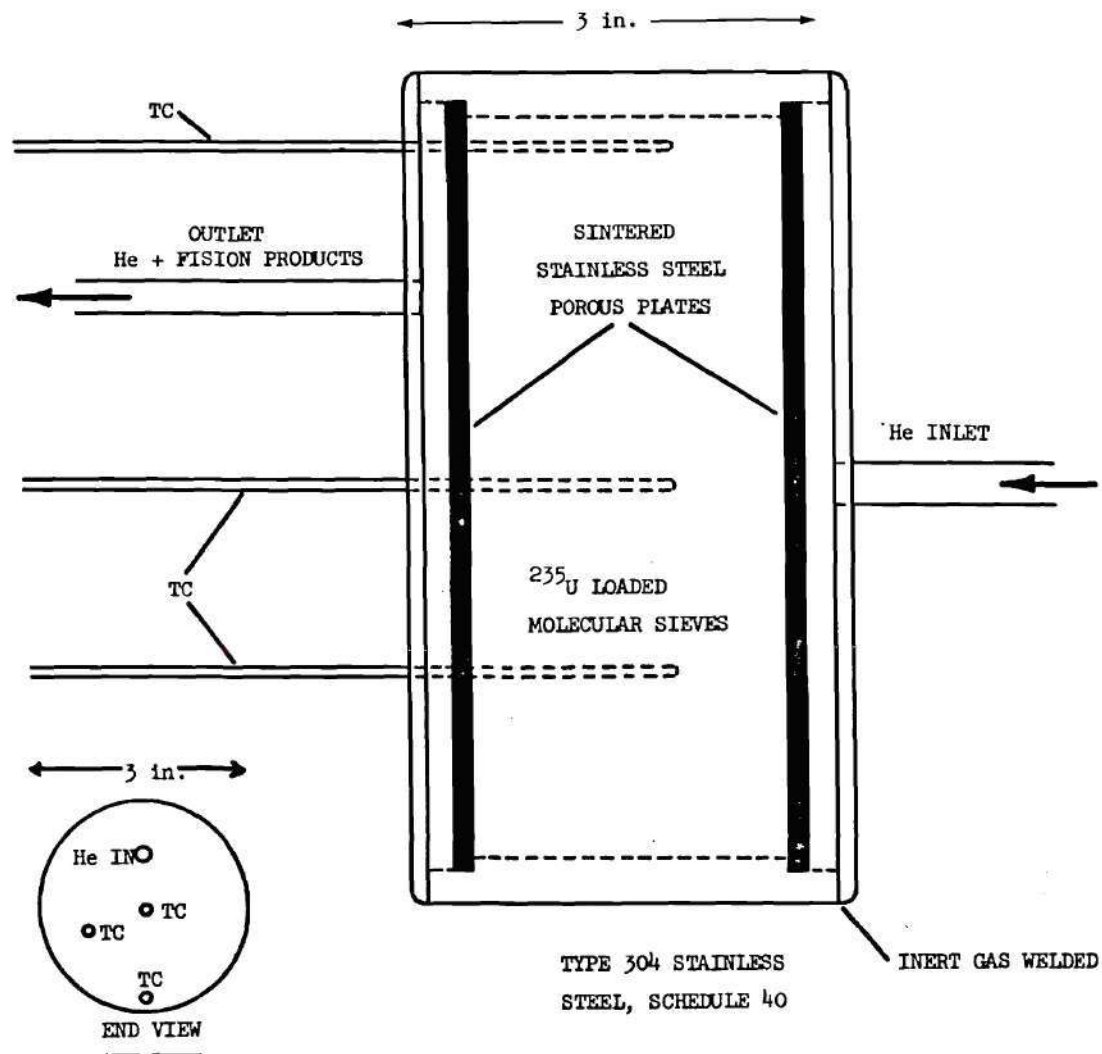 3 in.
TC
OUTLET
He + FISION PRODUCTS
SINTERED
STAINLESS STEEL
POROUS PLATES
He INLET
TC
235U LOADED
MOLECULAR SIEVES
3 in.
He IN
TC
TC
TC
END VIEW
TYPE 304 STAINLESS
STEEL, SCHEDULE 40
INERT GAS WELDED